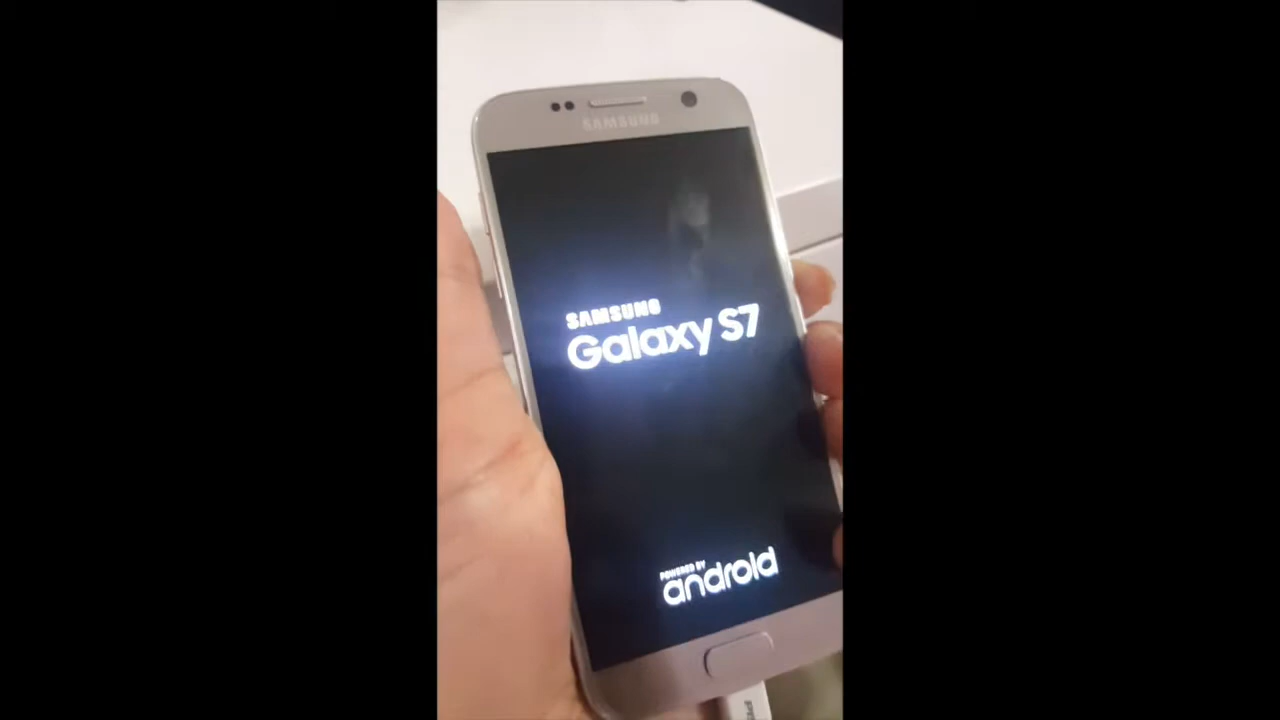 SAMSUNG
SAMSUNG
Galaxy S7
POWERED BY
android